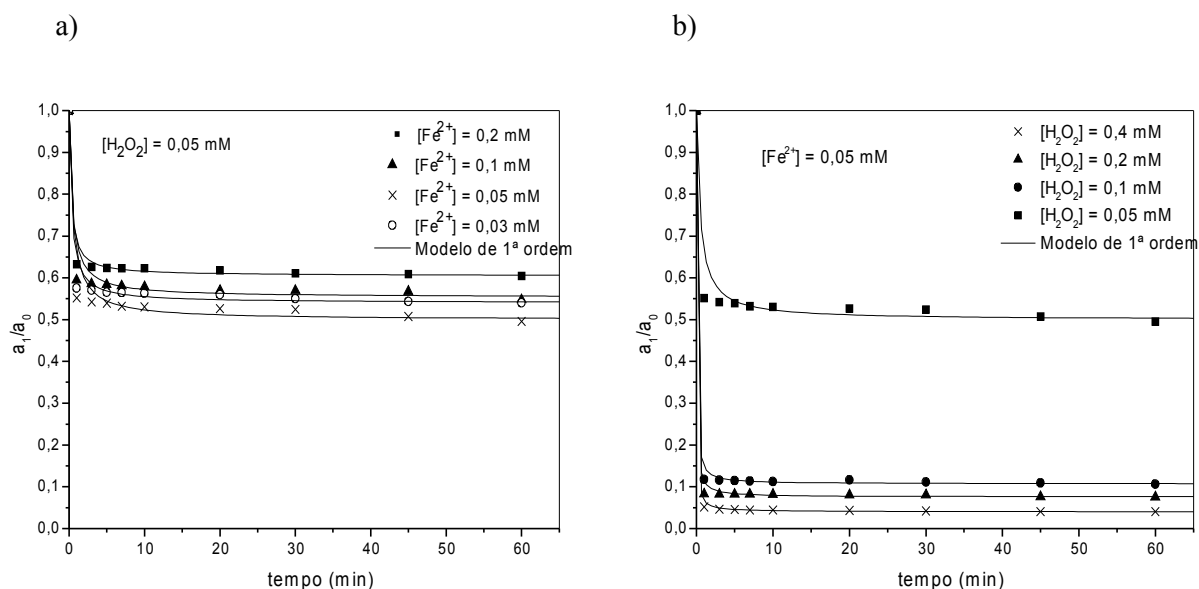 a)
[H2O2] = 0,05 mM
[Fe2+] = 0,2 mM
[Fe2+] = 0,1 mM
[Fe2+] = 0,05 mM
[Fe2+] = 0,03 mM
Modelo de 1ª ordem
a1/a0
1,0
0,9
0,8
0,7
0,6
0,5
0,4
0,3
0,2
0,1
0,0
0 10 20 30 40 50 60
tempo (min)
b)
[Fe2+] = 0,05 mM
[H2O2] = 0,4 mM
[H2O2] = 0,2 mM
[H2O2] = 0,1 mM
[H2O2] = 0,05 mM
Modelo de 1ª ordem
a1/a0
1,0
0,9
0,8
0,7
0,6
0,5
0,4
0,3
0,2
0,1
0,0
0 10 20 30 40 50 60
tempo (min)